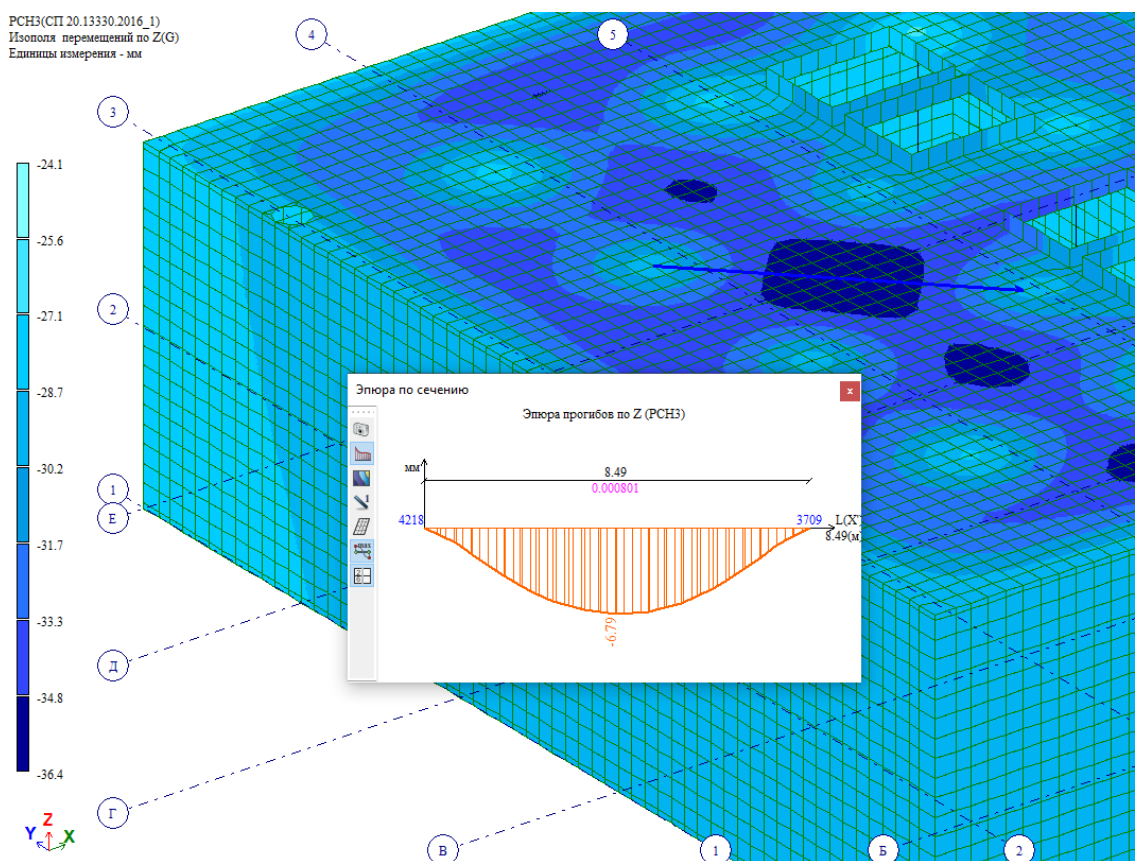 РСН3(СП 20.13330.2016_1)
Изополя перемещений по Z(G)
Единицы измерения - мм
4
5
3
2
1
Е
Д
Г
В
1
Б
2
-24.1
-25.6
-27.1
-28.7
-30.2
-31.7
-33.3
-34.8
-36.4
Эпюра по сечению
x
Эпюра прогибов по Z (РСН3)
мм
8.49
0.000801
4218
3709
L(X
8.49(м
-6.79
Z
Y
X